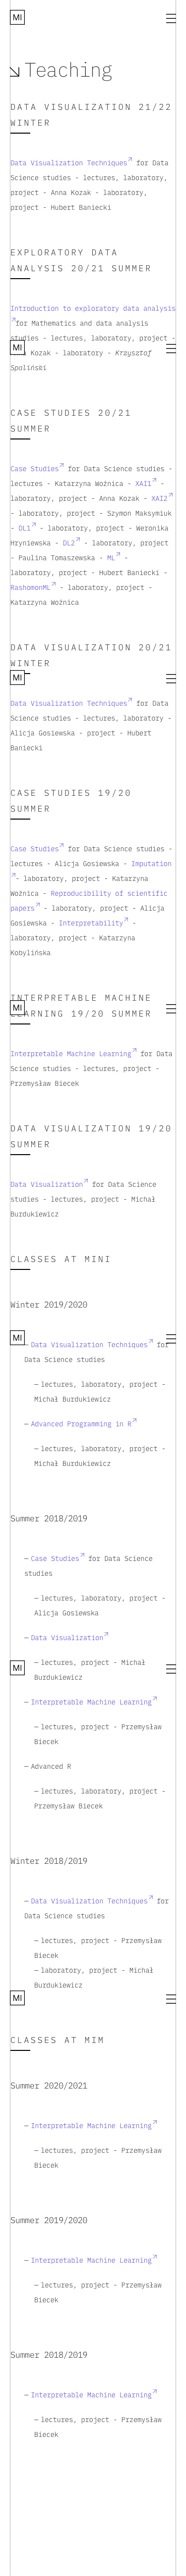 MI
Teaching
DATA VISUALIZATION 21/22
WINTER
Data Visualization Techniques for Data
Science studies - lectures, laboratory,
project - Anna Kozak - laboratory,
project - Hubert Baniecki
EXPLORATORY DATA
ANALYSIS 20/21 SUMMER
Introduction to exploratory data analysis
for Mathematics and data analysis
studies - lectures, laboratory, project -
MI
Kozak - laboratory - Krzysztof
Spoliński
CASE STUDIES 20/21
SUMMER
Case Studies for Data Science studies -
lectures - Katarzyna Woźnica - XAI1 -
laboratory, project - Anna Kozak - XAI2
- laboratory, project - Szymon Maksymiuk
- DL1 - laboratory, project - Weronika
Hryniewska - DL2 - laboratory, project
- Paulina Tomaszewska - ML -
laboratory, project - Hubert Baniecki -
RashomonML - laboratory, project -
Katarzyna Woźnica
DATA VISUALIZATION 20/21
WINTER
MI
Data Visualization Techniques for Data
Science studies - lectures, laboratory -
Alicja Gosiewska - project - Hubert
Baniecki
CASE STUDIES 19/20
SUMMER
Case Studies for Data Science studies -
lectures - Alicja Gosiewska - Imputation
- laboratory, project - Katarzyna
Woźnica - Reproducibility of scientific
papers - laboratory, project - Alicja
Gosiewska - Interpretability -
laboratory, project - Katarzyna
Kobylińska
INTERPRETABLE MACHINE
MI
LEARNING 19/20 SUMMER
Interpretable Machine Learning for Data
Science studies - lectures, project -
Przemysław Biecek
DATA VISUALIZATION 19/20
SUMMER
Data Visualization for Data Science
studies - lectures, project - Michał
Burdukiewicz
CLASSES AT MINI
Winter 2019/2020
MI
— Data Visualization Techniques for
Data Science studies
— lectures, laboratory, project -
Michał Burdukiewicz
— Advanced Programming in R
— lectures, laboratory, project -
Michał Burdukiewicz
Summer 2018/2019
— Case Studies for Data Science
studies
— lectures, laboratory, project -
Alicja Gosiewska
— Data Visualization
MI
— lectures, project - Michał
Burdukiewicz
— Interpretable Machine Learning
— lectures, project - Przemysław
Biecek
— Advanced R
— lectures, laboratory, project -
Przemysław Biecek
Winter 2018/2019
— Data Visualization Techniques for
Data Science studies
— lectures, project - Przemysław
Biecek
— laboratory, project - Michał
Burdukiewicz
MI
CLASSES AT MIM
Summer 2020/2021
— Interpretable Machine Learning
— lectures, project - Przemysław
Biecek
Summer 2019/2020
— Interpretable Machine Learning
— lectures, project - Przemysław
Biecek
Summer 2018/2019
— Interpretable Machine Learning
— lectures, project - Przemysław
Biecek